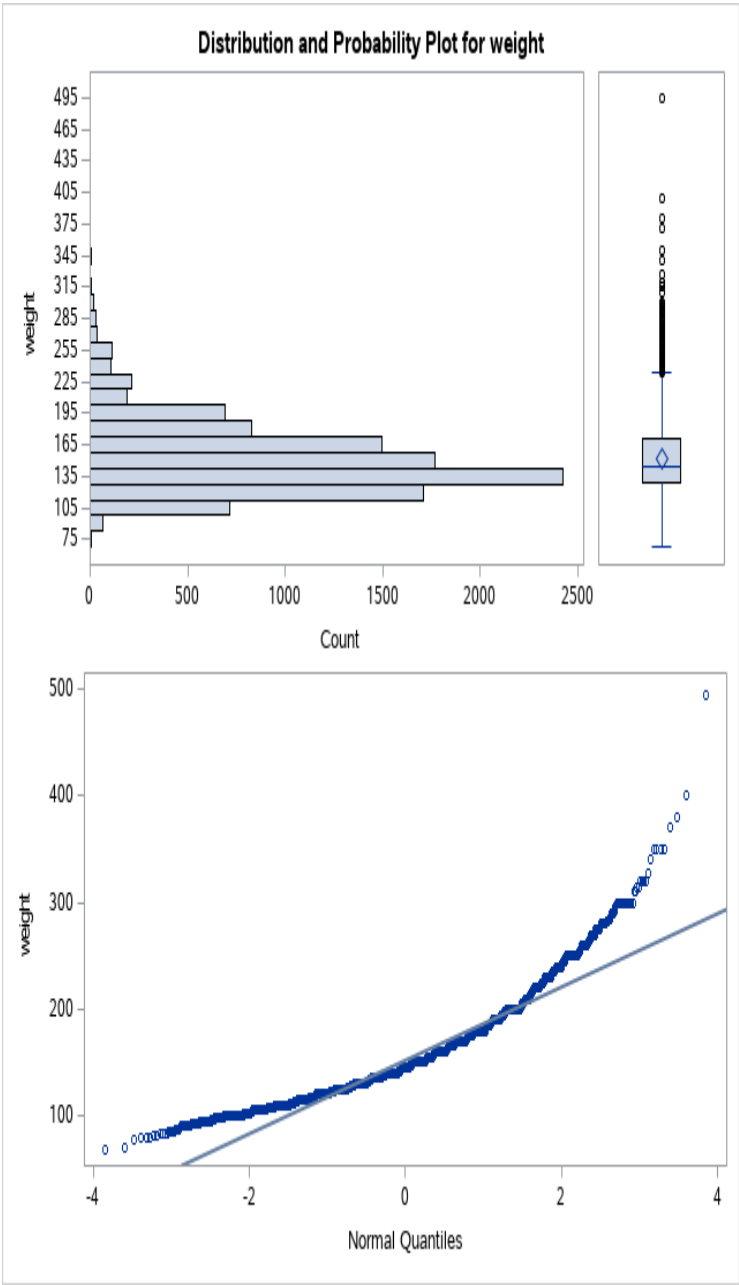 Distribution and Probability Plot for weight
495
465
435
405
375
345
315
285
255
225
195
165
135
105
75
weight
0 500 1000 1500 2000 2500
Count
500
400
300
200
100
weight
-4 -2 0 2 4
Normal Quantiles